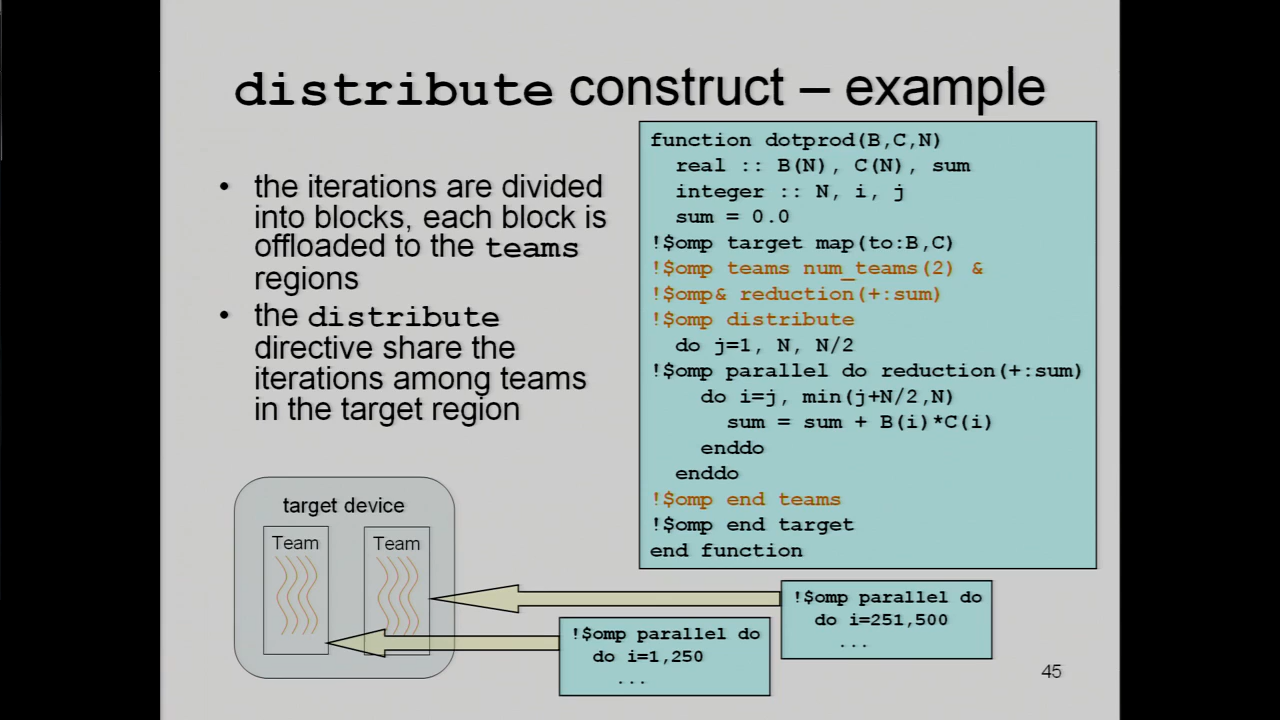 distribute construct – example
• the iterations are divided
into blocks, each block is
offloaded to the teams
regions
• the distribute
directive share the
iterations among teams
in the target region
function dotprod(B,C,N)
real :: B(N), C(N), sum
integer :: N, i, j
sum = 0.0
!$omp target map(to:B,C)
!$omp teams num_teams(2) &
!$omp& reduction(+:sum)
!$omp distribute
do j=1, N, N/2
!$omp parallel do reduction(+:sum)
do i=j, min(j+N/2,N)
sum = sum + B(i)*C(i)
enddo
enddo
!$omp end teams
!$omp end target
end function
target device
Team
Team
!$omp parallel do
do i=251,500
...
!$omp parallel do
do i=1,250
...
45